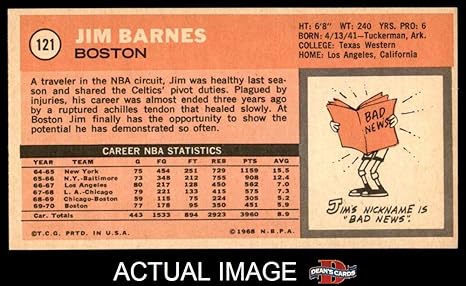 121
JIM BARNES
BOSTON
HT: 6'8" WT: 240 YRS. PRO: 6
BORN: 4/13/41—Tuckerman, Ark.
COLLEGE: Texas Western
HOME: Los Angeles, California
A traveler in the NBA circuit, Jim was healthy last sea-
son and shared the Celtics' pivot duties. Plagued by
injuries, his career was almost ended three years ago
by a ruptured achilles tendon that healed slowly. At
Boston Jim finally has the opportunity to show the
potential he has demonstrated so often.
CAREER NBA STATISTICS
YEAR TEAM G FG FT REB PTS AVG
64-65 New York 75 454 251 729 1159 15.5
65-66 N.Y.-Baltimore 73 348 212 755 908 12.4
66-67 Los Angeles 80 217 128 450 562 7.0
67-68 L. A.-Chicago 79 221 133 415 575 7.3
68-69 Chicago-Boston 59 115 75 224 305 5.2
69-70 Boston 77 178 95 350 451 5.9
Car. Totals 443 1533 894 2923 3960 8.9
©T.C.G. PRTD. IN U.S.A. ©1968 N.B.P.A.
BAD
NEWS
JIM'S NICKNAME IS
"BAD NEWS".
ACTUAL IMAGE
DEAN'S CARDS